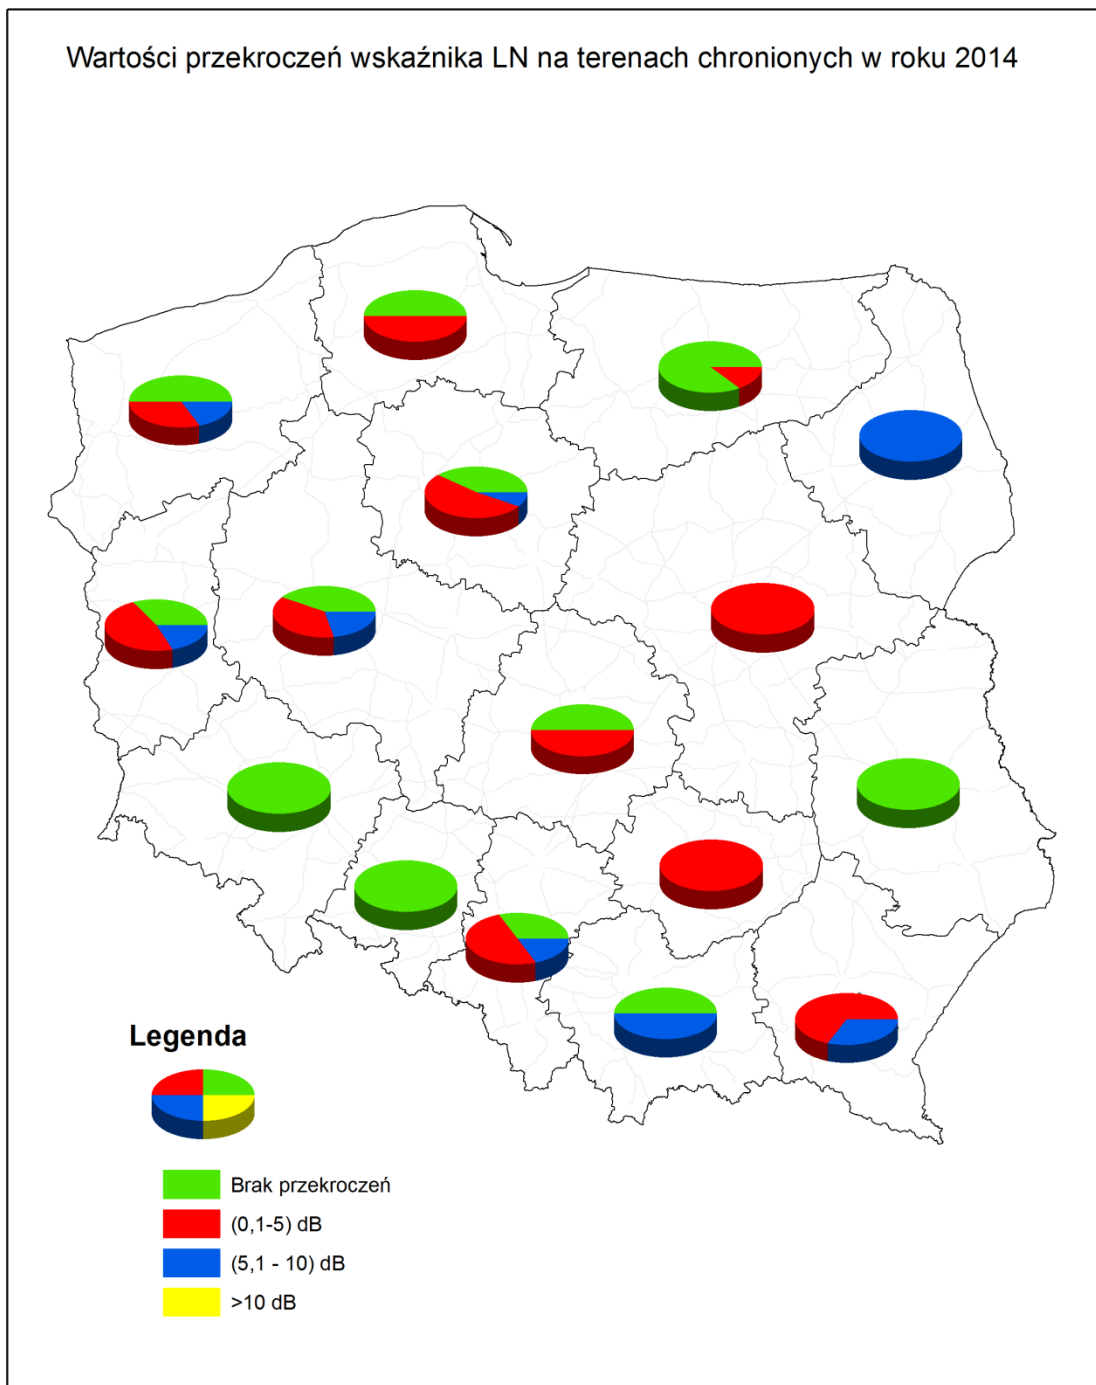 Wartości przekroczeń wskaźnika LN na terenach chronionych w roku 2014
Legenda
Brak przekroczeń
(0,1-5) dB
(5,1 - 10) dB
>10 dB